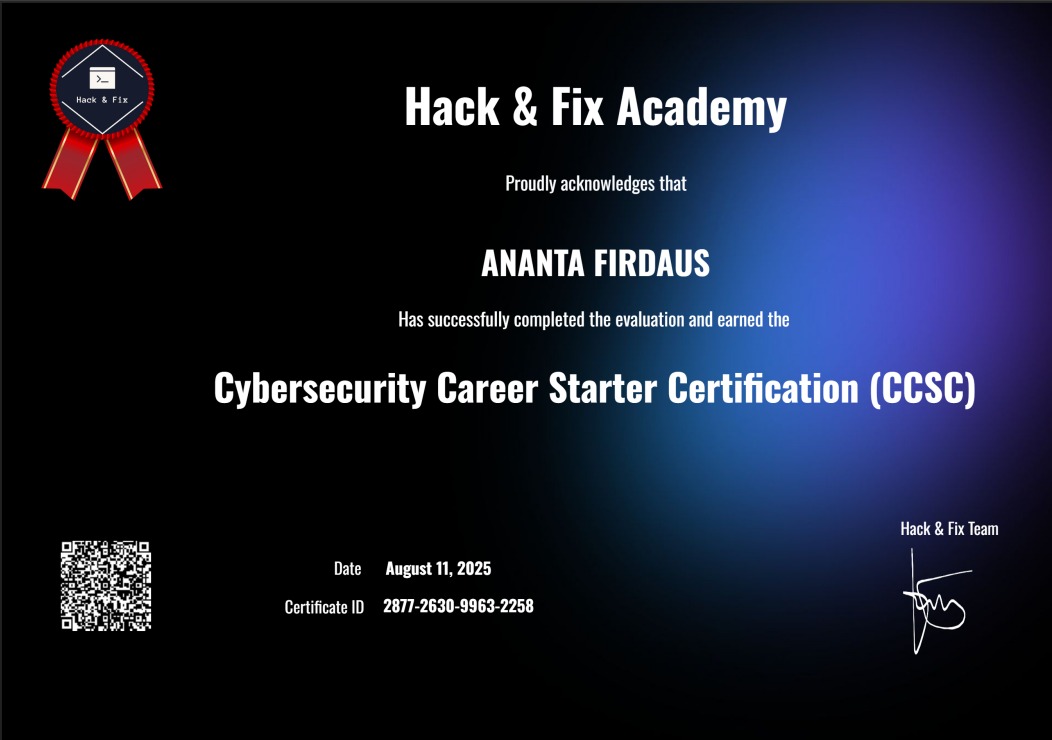 Hack & Fix
Hack & Fix Academy
Proudly acknowledges that
ANANTA FIRDAUS
Has successfully completed the evaluation and earned the
Cybersecurity Career Starter Certification (CCSC)
Hack & Fix Team
Date August 11, 2025
Certificate ID 2877-2630-9963-2258